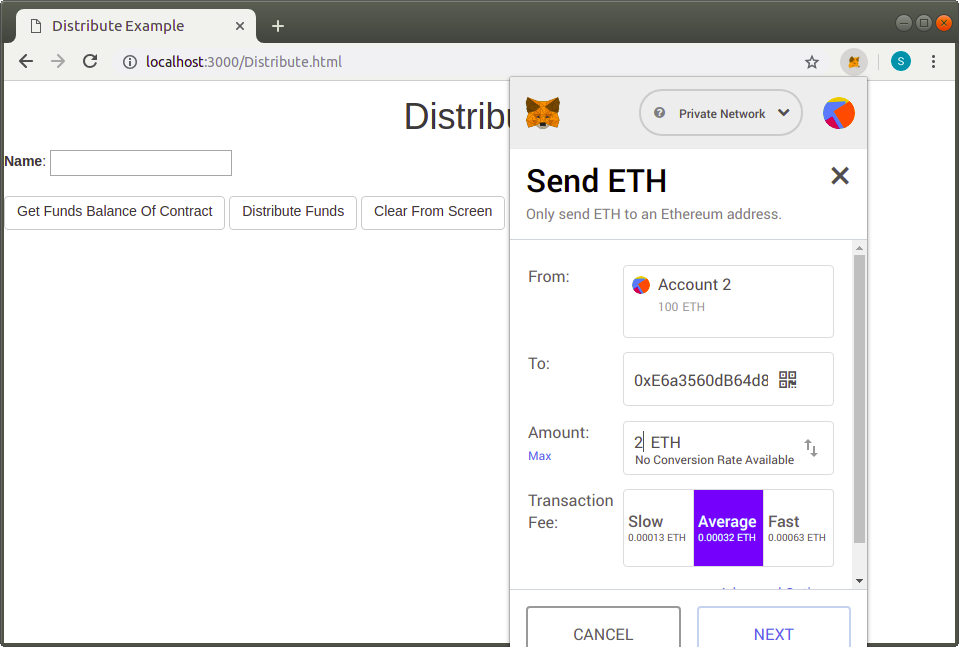 Distribute Example
localhost:3000/Distribute.html
S
Distribu
Name:
Get Funds Balance Of Contract
Distribute Funds
Clear From Screen
Private Network
Send ETH
Only send ETH to an Ethereum address.
From:
Account 2
100 ETH
To:
0xE6a3560dB64d8
Amount:
Max
2 ETH
No Conversion Rate Available
Transaction
Fee:
Slow
0.00013 ETH
Average
0.00032 ETH
Fast
0.00063 ETH
CANCEL
NEXT